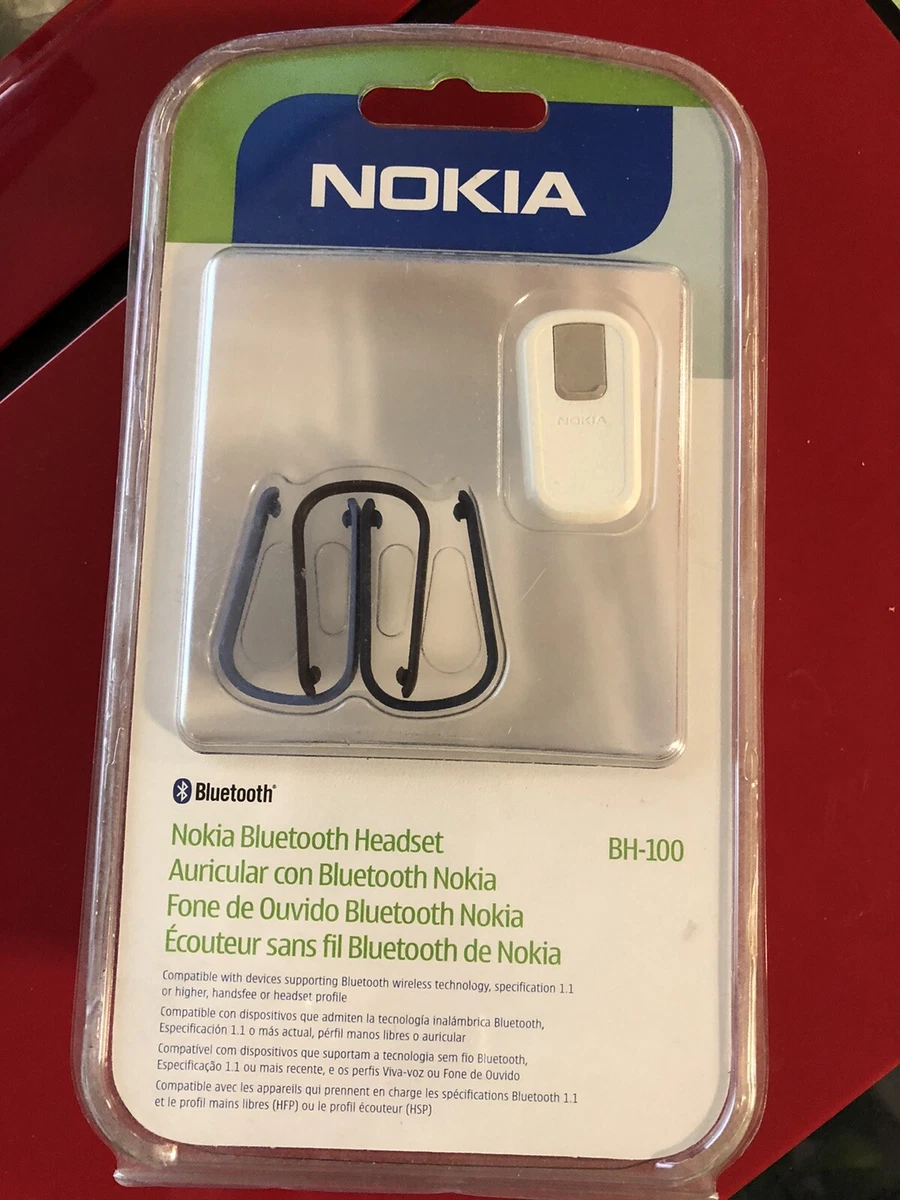 NOKIA
NOKIA
Bluetooth®
Nokia Bluetooth Headset
BH-100
Auricular con Bluetooth Nokia
Fone de Ouvido Bluetooth Nokia
Écouteur sans fil Bluetooth de Nokia
Compatible with devices supporting Bluetooth wireless technology, specification 1.1
or higher, handsfee or headset profile
Compatible con dispositivos que admiten la tecnología inalámbrica Bluetooth,
Especificación 1.1 o más actual, pérfil manos libres o auricular
Compatível com dispositivos que suportam a tecnologia sem fio Bluetooth,
Especificação 1.1 ou mais recente, e os perfis Viva-voz ou Fone de Ouvido
Compatible avec les appareils qui prennent en charge les spécifications Bluetooth 1.1
et le profil mains libres (HFP) ou le profil écouteur (HSP)